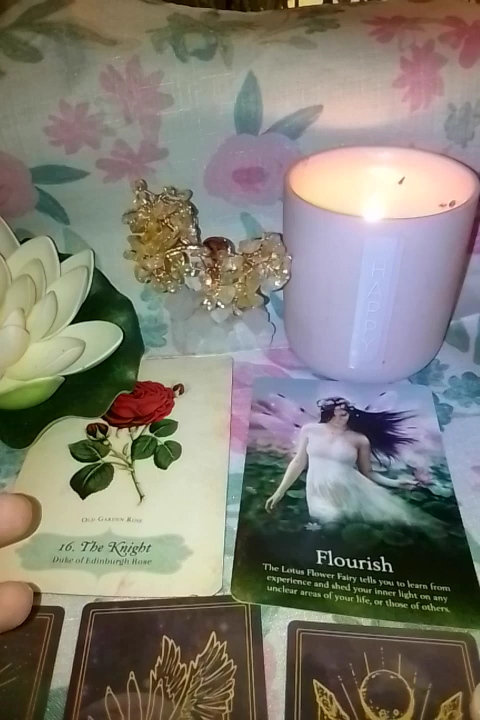 HAPPY
OLD GARDEN ROSE
16. The Knight
Duke of Edinburgh Rose
Flourish
The Lotus Flower Fairy tells you to learn from
experience and shed your inner light on any
unclear areas of your life, or those of others.